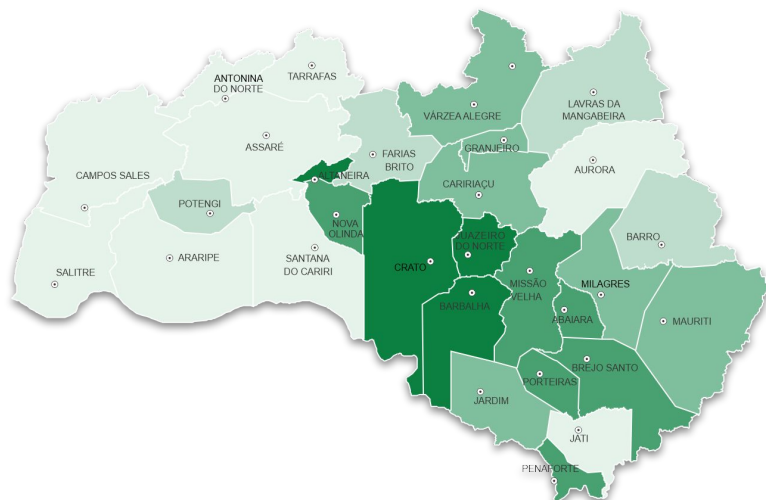 TARRAFAS
ANTONINA
DO NORTE
LAVRAS DA
MANGABEIRA
VÁRZEA ALEGRE
ASSARÉ
GRANJEIRO
FARIAS
BRITO
AURORA
CAMPOS SALES
ALTANEIRA
CARIRIAÇU
POTENGI
NOVA
OLINDA
JUAZEIRO
DO NORTE
BARRO
SANTANA
DO CARIRI
ARARIPE
SALITRE
CRATO
MISSÃO
VELHA
MILAGRES
BARBALHA
ABAIARA
MAURITI
BREJO SANTO
PORTEIRAS
JARDIM
JATI
PENAFORTE